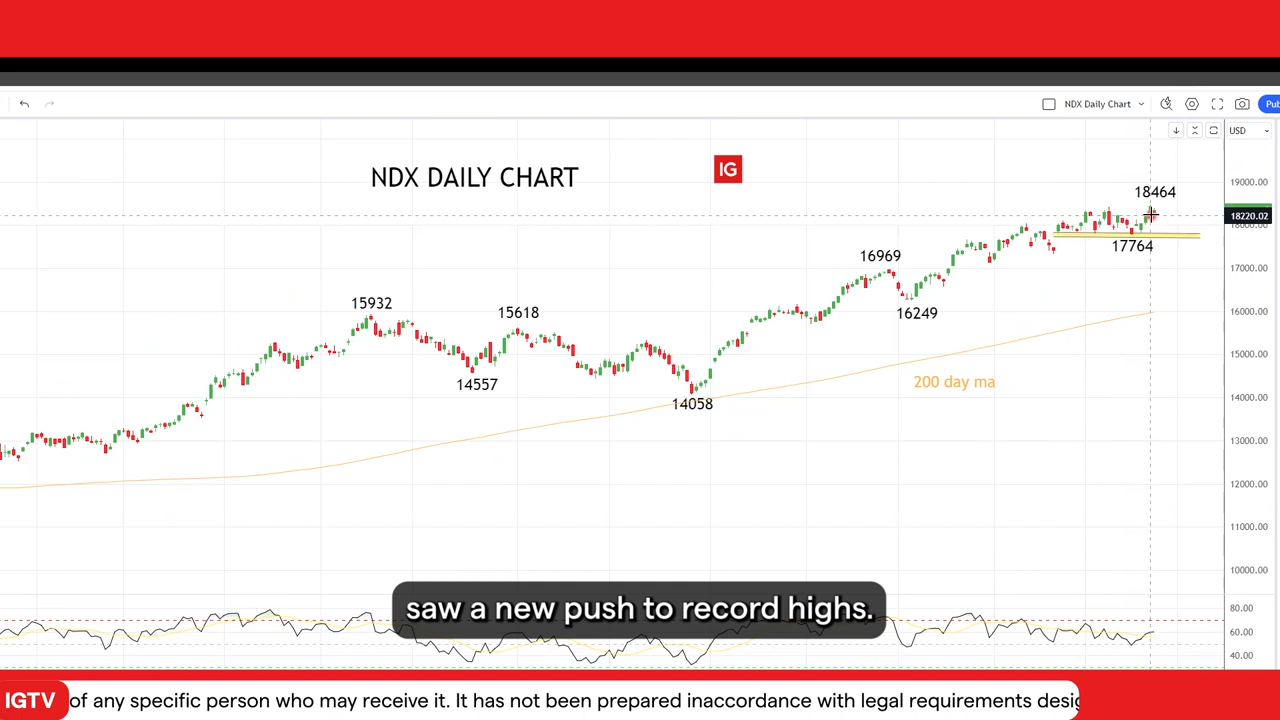 NDX Daily Chart
Pub
USD
NDX DAILY CHART
IG
19000.00
18464
18220.02
18000.00
17764
17000.00
16969
16249
16000.00
15932
15618
15000.00
14557
200 day ma
14058
14000.00
13000.00
12000.00
11000.00
10000.00
saw a new push to record highs.
80.00
60.00
40.00
IGTV of any specific person who may receive it. It has not been prepared inaccordance with legal requirements desig